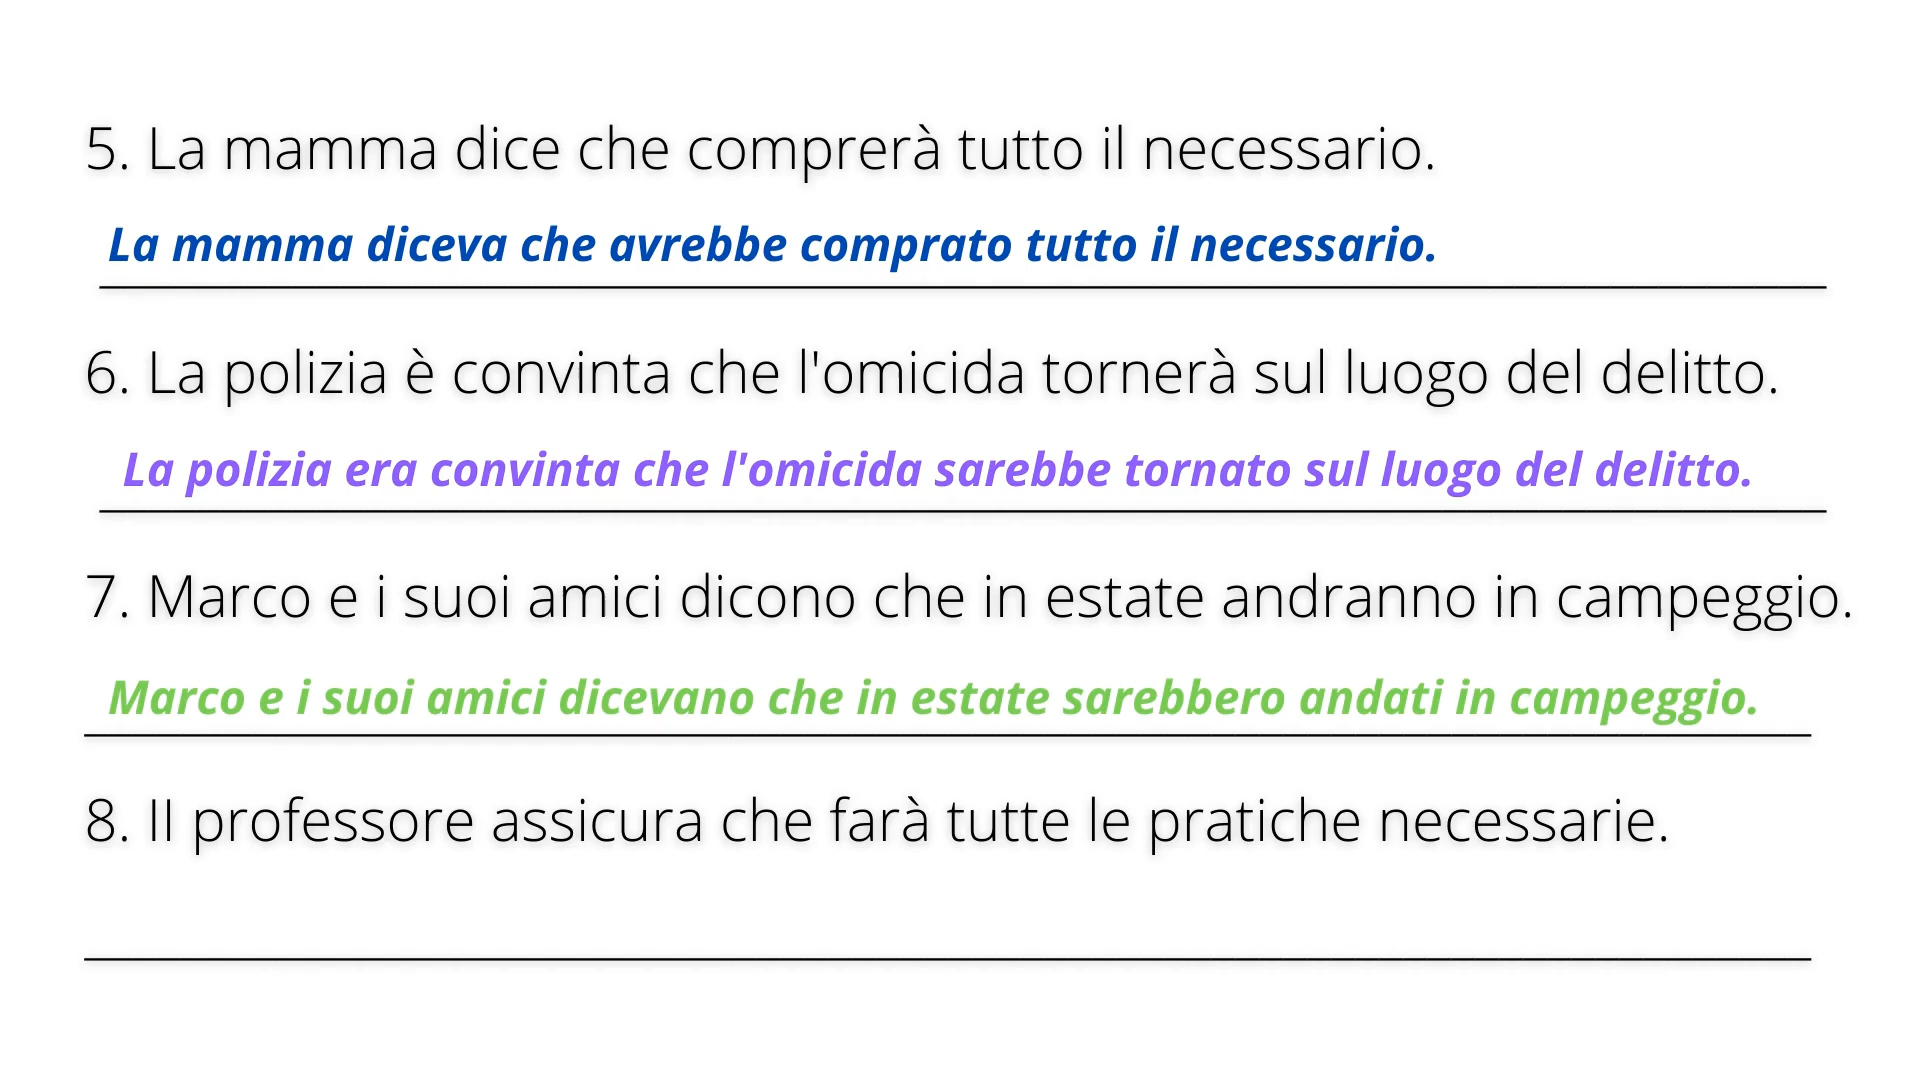 5. La mamma dice che comprerà tutto il necessario.
La mamma diceva che avrebbe comprato tutto il necessario.
6. La polizia è convinta che l'omicida tornerà sul luogo del delitto.
La polizia era convinta che l'omicida sarebbe tornato sul luogo del delitto.
7. Marco e i suoi amici dicono che in estate andranno in campeggio.
Marco e i suoi amici dicevano che in estate sarebbero andati in campeggio.
8. Il professore assicura che farà tutte le pratiche necessarie.